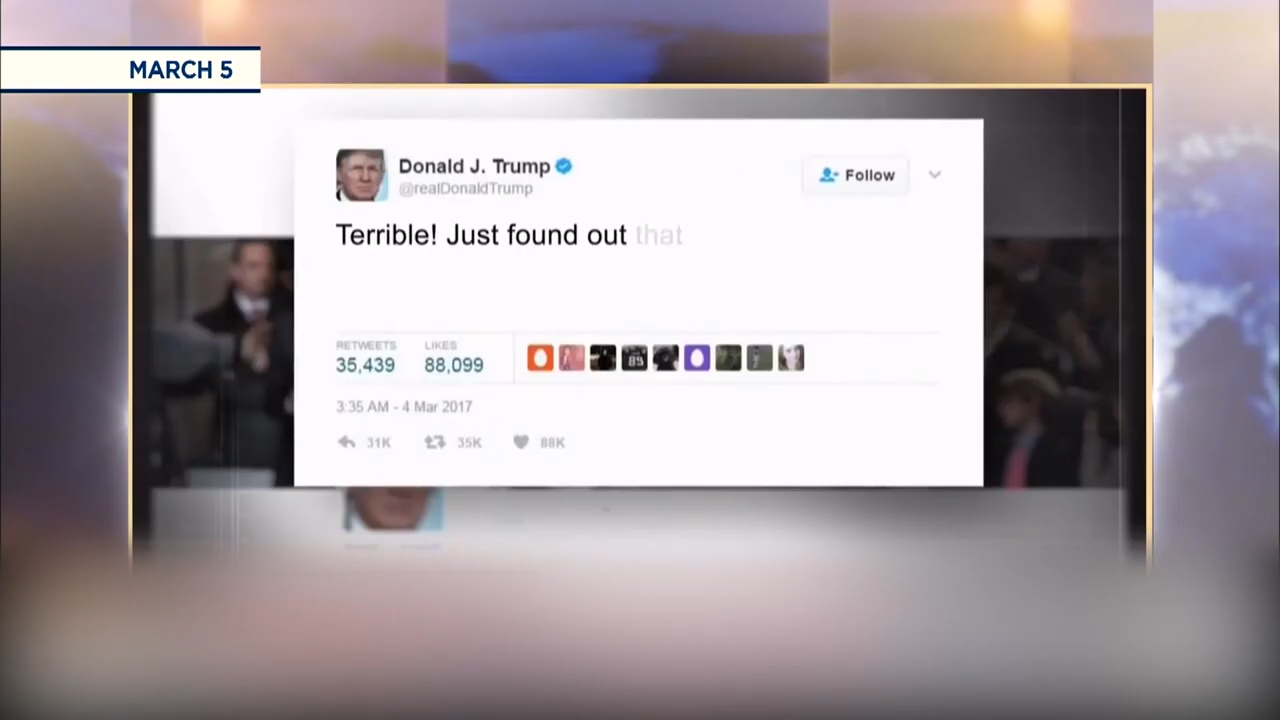 MARCH 5
Donald J. Trump
@realDonaldTrump
Follow
Terrible! Just found out that
RETWEETS LIKES
35,439 88,099
89
3:35 AM - 4 Mar 2017
31K 35K 88K